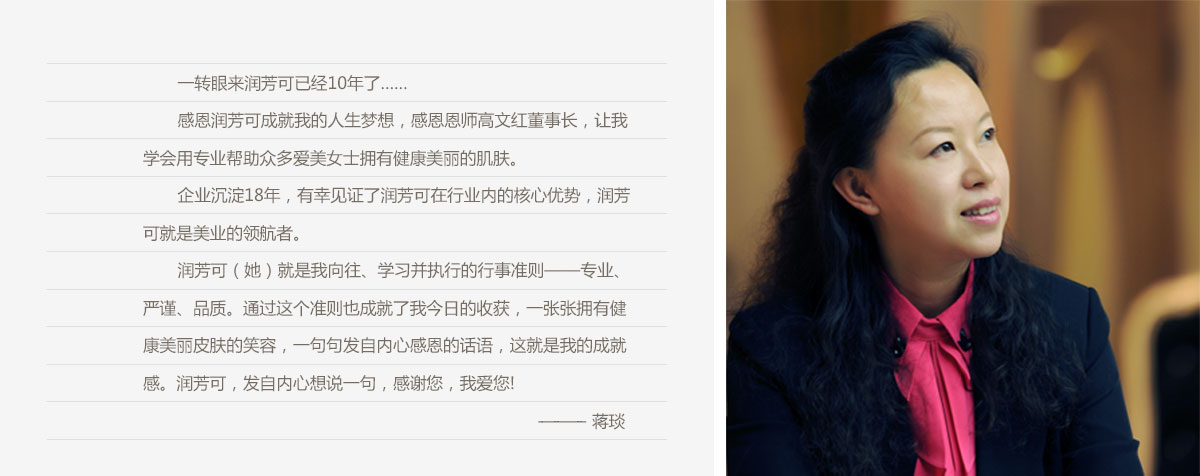 一转眼来润芳可已经10年了......
感恩润芳可成就我的人生梦想，感恩恩师高文红董事长，让我
学会用专业帮助众多爱美女士拥有健康美丽的肌肤。
企业沉淀18年，有幸见证了润芳可在行业内的核心优势，润芳
可就是美业的领航者。
润芳可（她）就是我向往、学习并执行的行事准则——专业、
严谨、品质。通过这个准则也成就了我今日的收获，一张张拥有健
康美丽皮肤的笑容，一句句发自内心感恩的话语，这就是我的成就
感。润芳可，发自内心想说一句，感谢您，我爱您!
——— 蒋琰